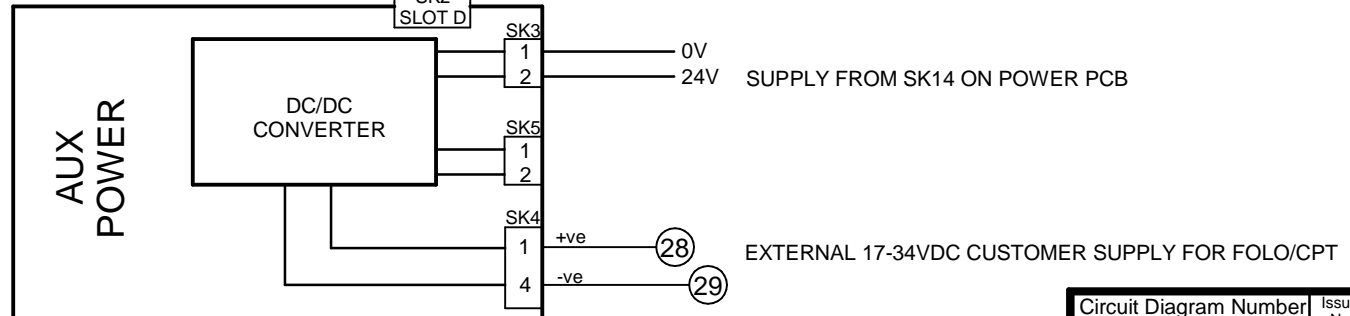 SLOT D
SK3
1
0V
2
24V
SUPPLY FROM SK14 ON POWER PCB
DC/DC
CONVERTER
AUX
POWER
SK5
1
2
SK4
1
+ve
28
EXTERNAL 17-34VDC CUSTOMER SUPPLY FOR FOLO/CPT
4
-ve
29
Circuit Diagram Number